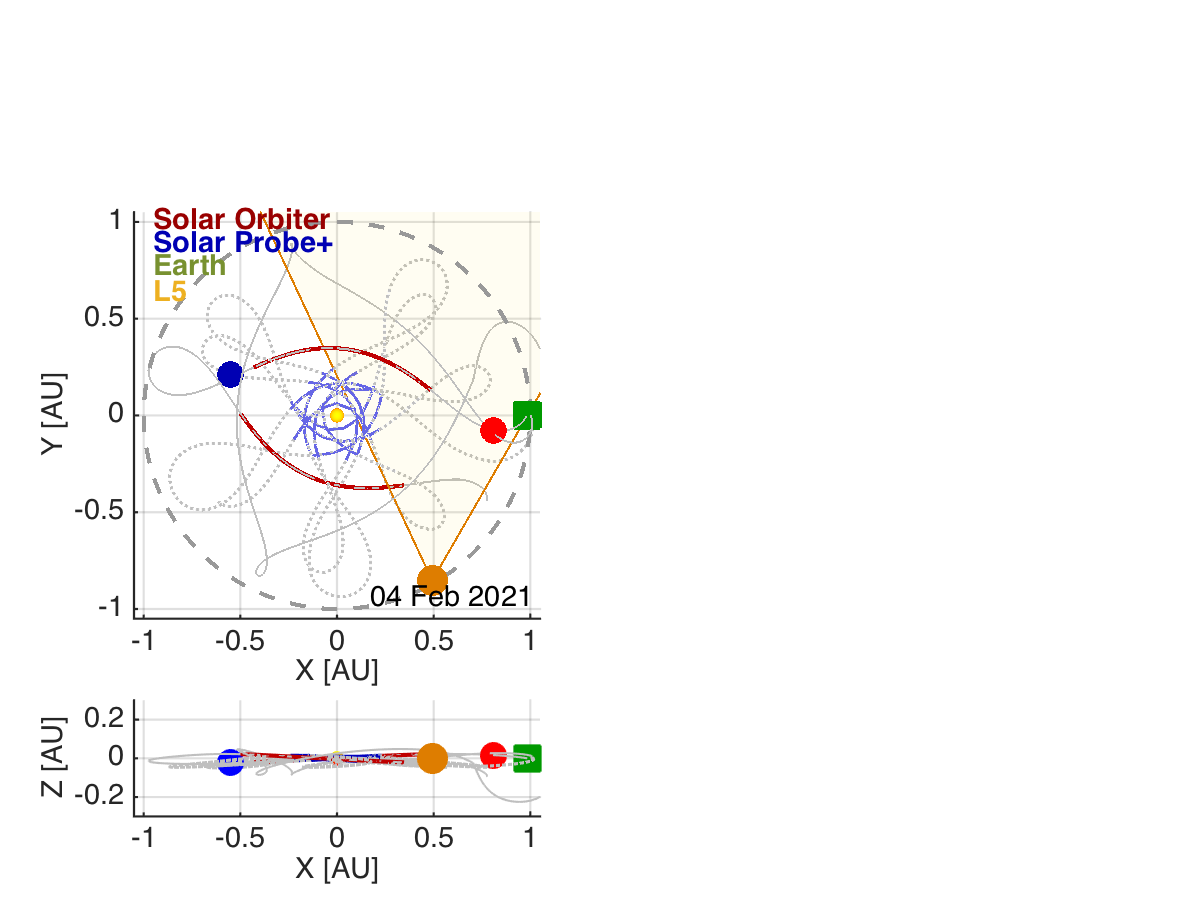 Solar Orbiter
Solar Probe+
Earth
L5
1
0.5
0
-0.5
-1
Y [AU]
04 Feb 2021
-1 -0.5 0 0.5 1
X [AU]
0.2
0
-0.2
Z [AU]
-1 -0.5 0 0.5 1
X [AU]